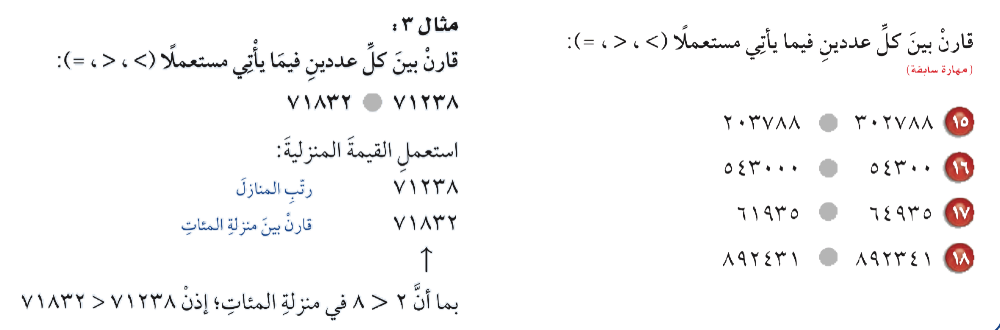 قارنْ بينَ كلِّ عددينِ فيما يأتِي مستعملًا (> ، < ، =):
(مهارة سابقة)
١٥ ٣٠٢٧٨٨ ● ٢٠٣٧٨٨
١٦ ٥٤٣٠٠ ● ٥٤٣٠٠٠
١٧ ٦٤٩٣٥ ● ٦١٩٣٥
١٨ ٨٩٢٣٤١ ● ٨٩٢٤٣١
مثال ٣ :
قارنْ بينَ كلِّ عددينِ فيمَا يأْتِي مستعملًا (> ، < ، =):
٧١٢٣٨ ● ٧١٨٣٢
استعملِ القيمةَ المنزليةَ:
٧١٢٣٨ رتّبِ المنازلَ
٧١٨٣٢ قارنْ بينَ منزلةِ المئاتِ
↑
بما أنَّ ٢ < ٨ في منزلةِ المئاتِ؛ إذنْ ٧١٢٣٨ < ٧١٨٣٢